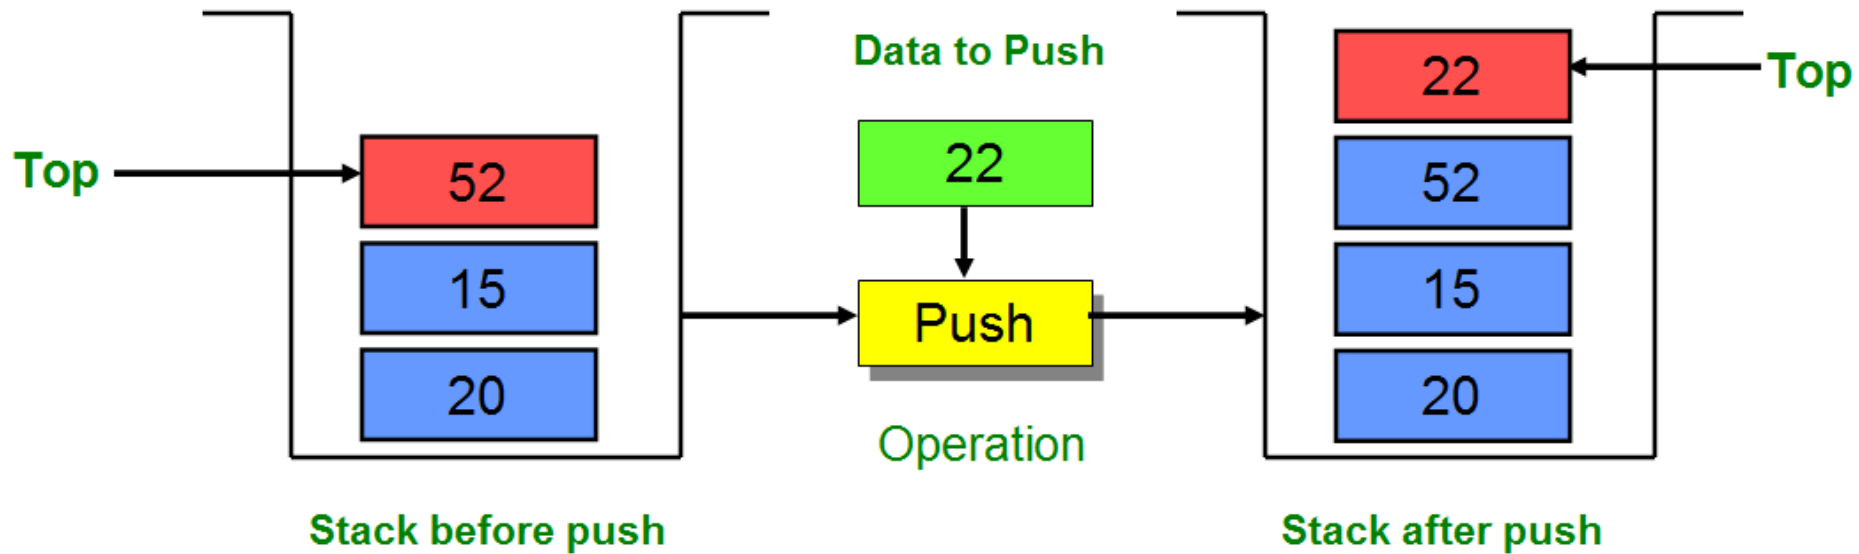 Top
52
15
20
Stack before push
Data to Push
22
Push
Operation
22
52
15
20
Top
Stack after push